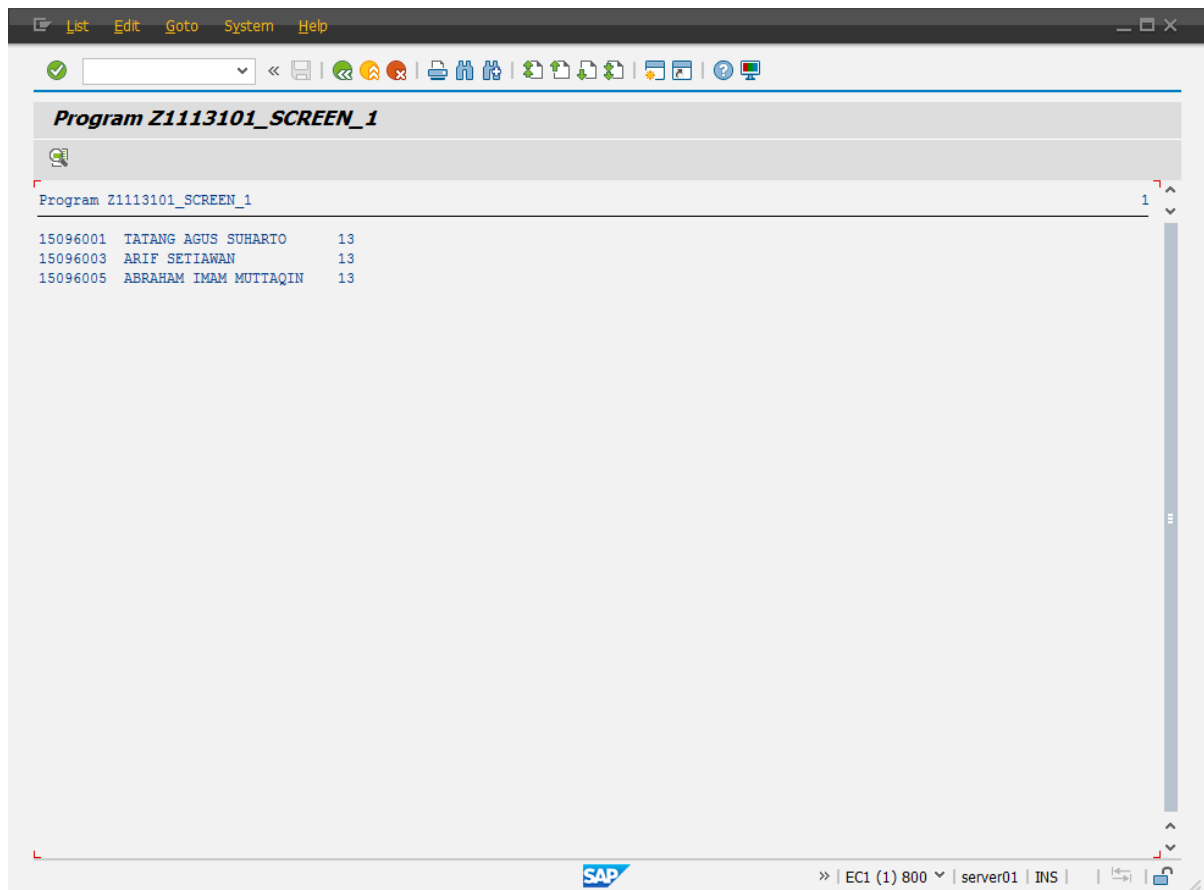 List Edit Goto System Help
Program Z1113101_SCREEN_1
Program Z1113101_SCREEN_1 1
15096001 TATANG AGUS SUHARTO 13
15096003 ARIF SETIAWAN 13
15096005 ABRAHAM IMAM MUTTAQIN 13
SAP » | EC1 (1) 800 | server01 | INS |